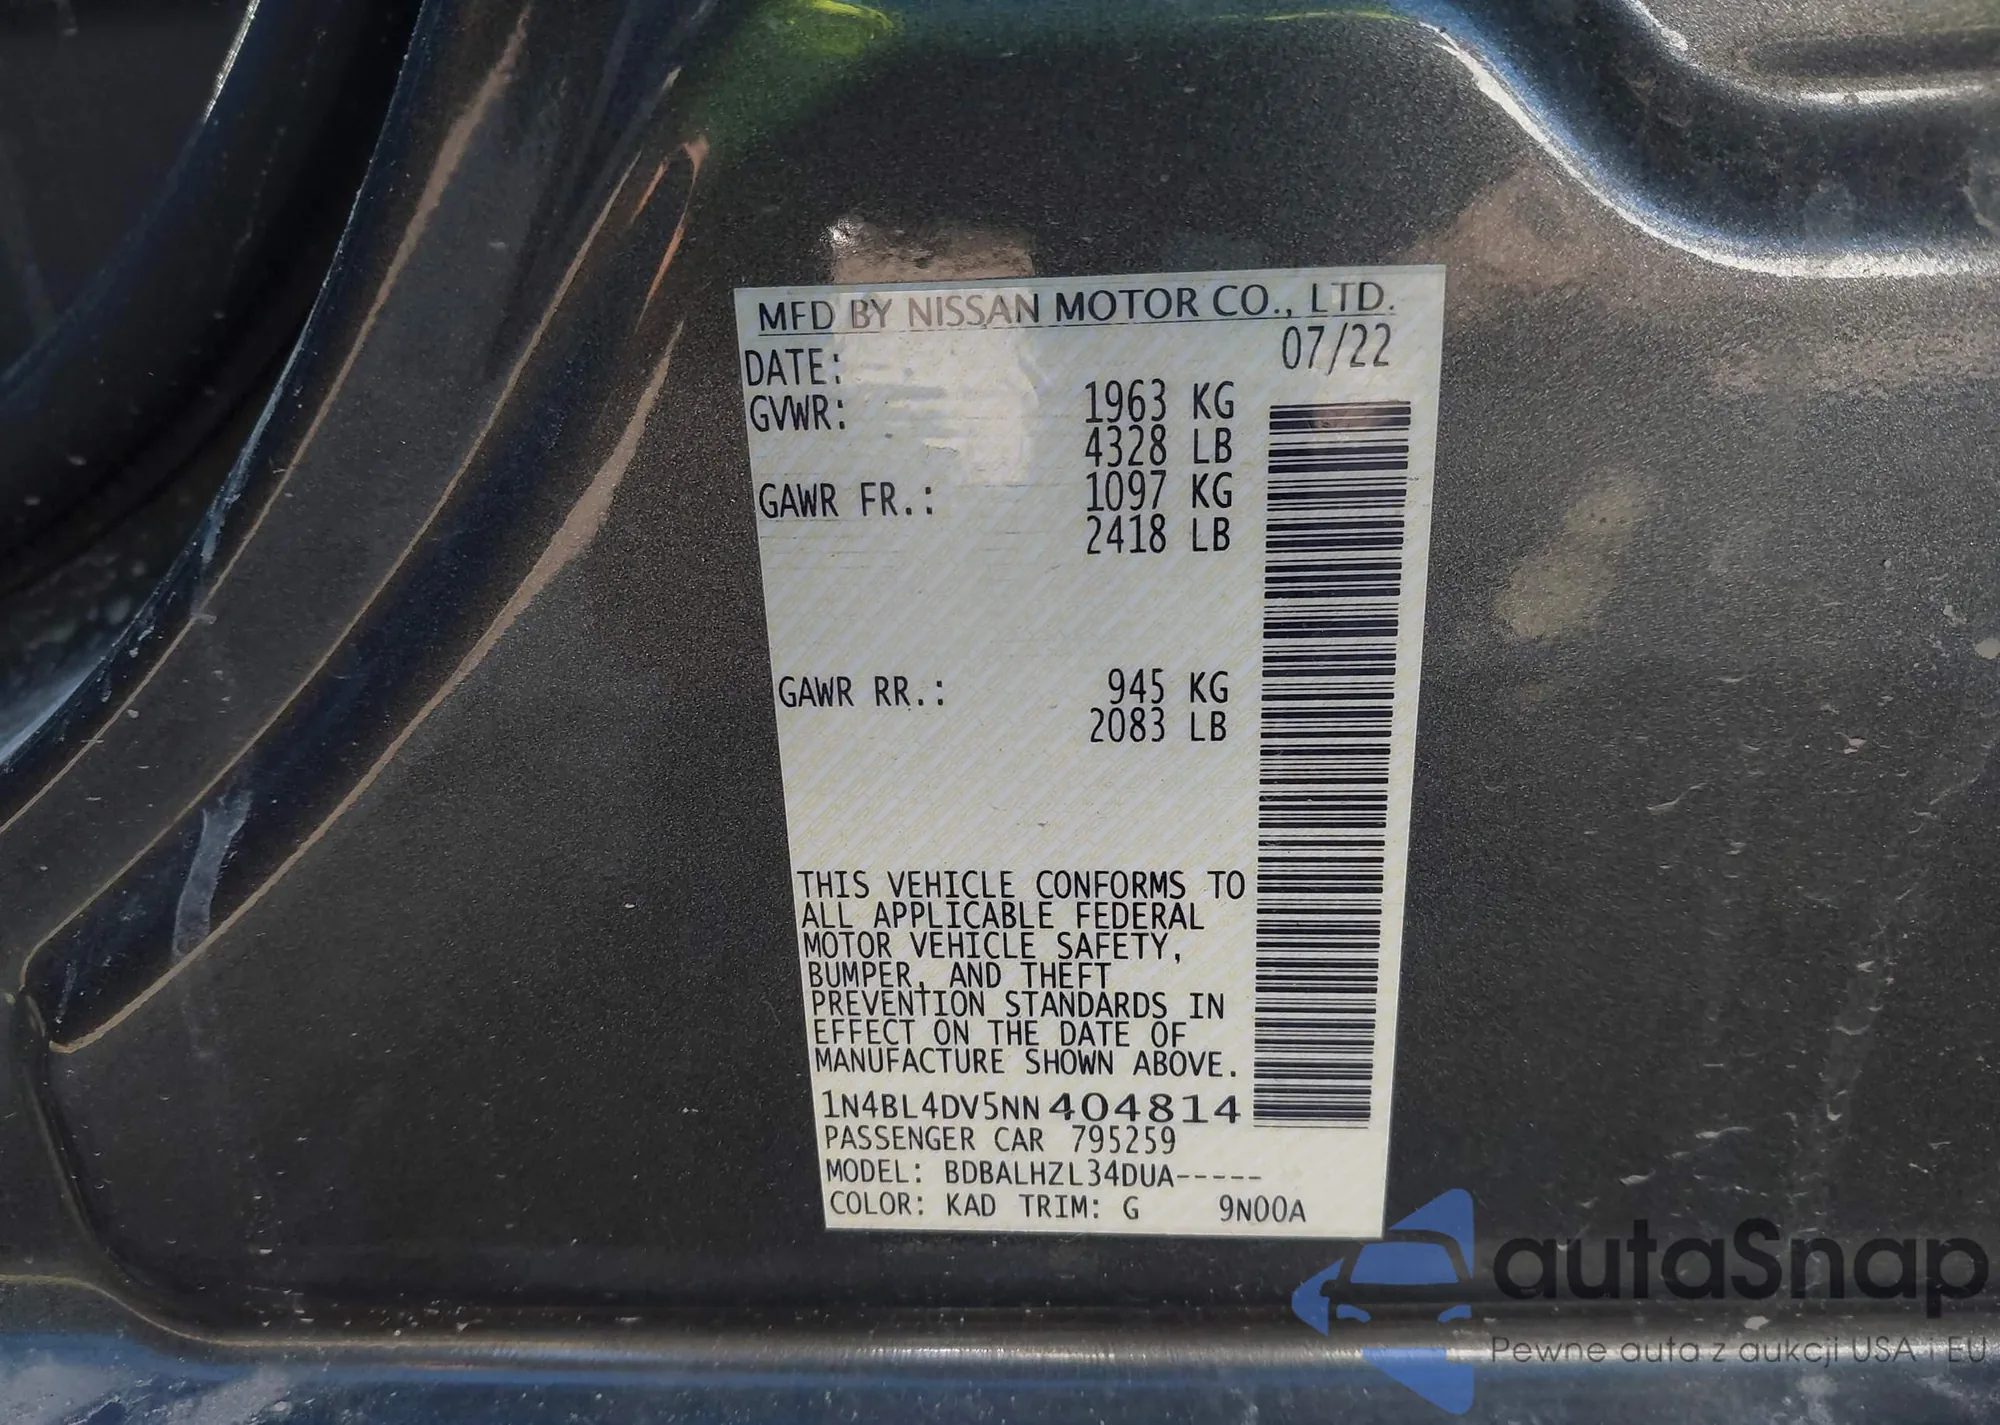 MFD BY NISSAN MOTOR CO., LTD.
DATE: 07/22
GVWR: 1963 KG
4328 LB
GAWR FR.: 1097 KG
2418 LB
GAWR RR.: 945 KG
2083 LB
THIS VEHICLE CONFORMS TO
ALL APPLICABLE FEDERAL
MOTOR VEHICLE SAFETY,
BUMPER, AND THEFT
PREVENTION STANDARDS IN
EFFECT ON THE DATE OF
MANUFACTURE SHOWN ABOVE.
1N4BL4DV5NN404814
PASSENGER CAR 795259
MODEL: BDBALHZL34DUA-----
COLOR: KAD TRIM: G 9N00A
autaSnap
Pewne auta z aukcji USA i EU